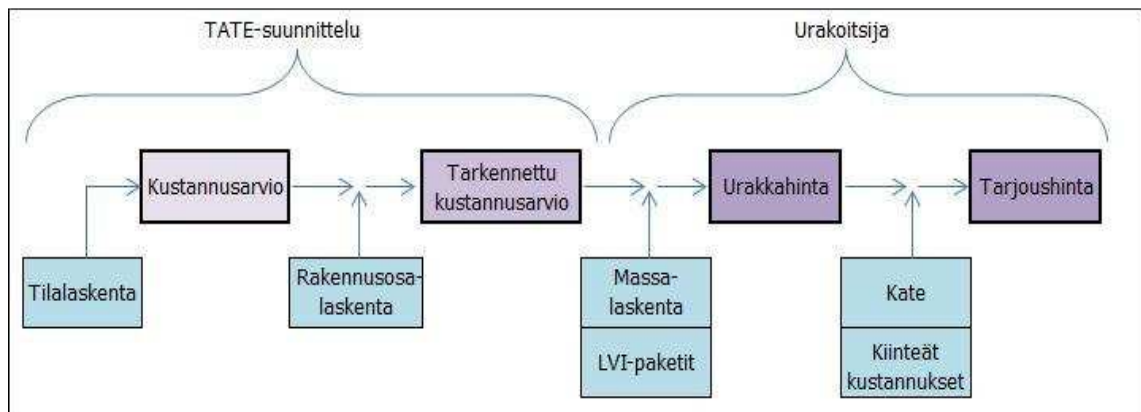 TATE-suunnittelu
Urakoitsija
Kustannusarvio
Tarkennettu
kustannusarvio
Urakkahinta
Tarjoushinta
Tilalaskenta
Rakennusosa-
laskenta
Massa-
laskenta
LVI-paketit
Kate
Kiinteät
kustannukset